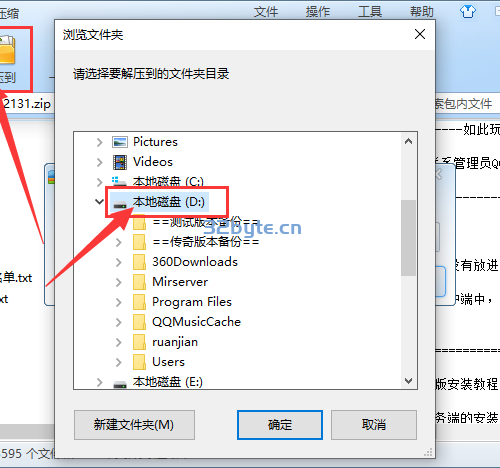 压缩
文件 操作 工具 帮助
压到
2131.zip
索包内文件
浏览文件夹
请选择要解压到的文件夹目录
Pictures
Videos
本地磁盘 (C:)
本地磁盘 (D:)
==测试版本备份==
==传奇版本备份==
360Downloads
Mirserver
Program Files
QQMusicCache
ruanjian
Users
本地磁盘 (E:)
新建文件夹(M)
确定
取消
32byte.cn
名单.txt
xt
----如此玩
系管理员Q
没有放进
户端中，
版安装教程
务端的安装
595 个文件